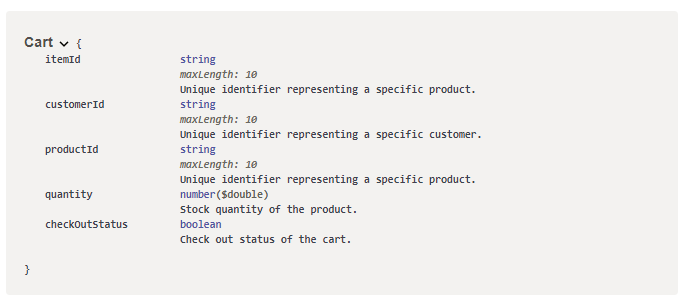 Cart {
itemId string
maxLength: 10
Unique identifier representing a specific product.
customerId string
maxLength: 10
Unique identifier representing a specific customer.
productId string
maxLength: 10
Unique identifier representing a specific product.
quantity number($double)
Stock quantity of the product.
checkOutStatus boolean
Check out status of the cart.
}